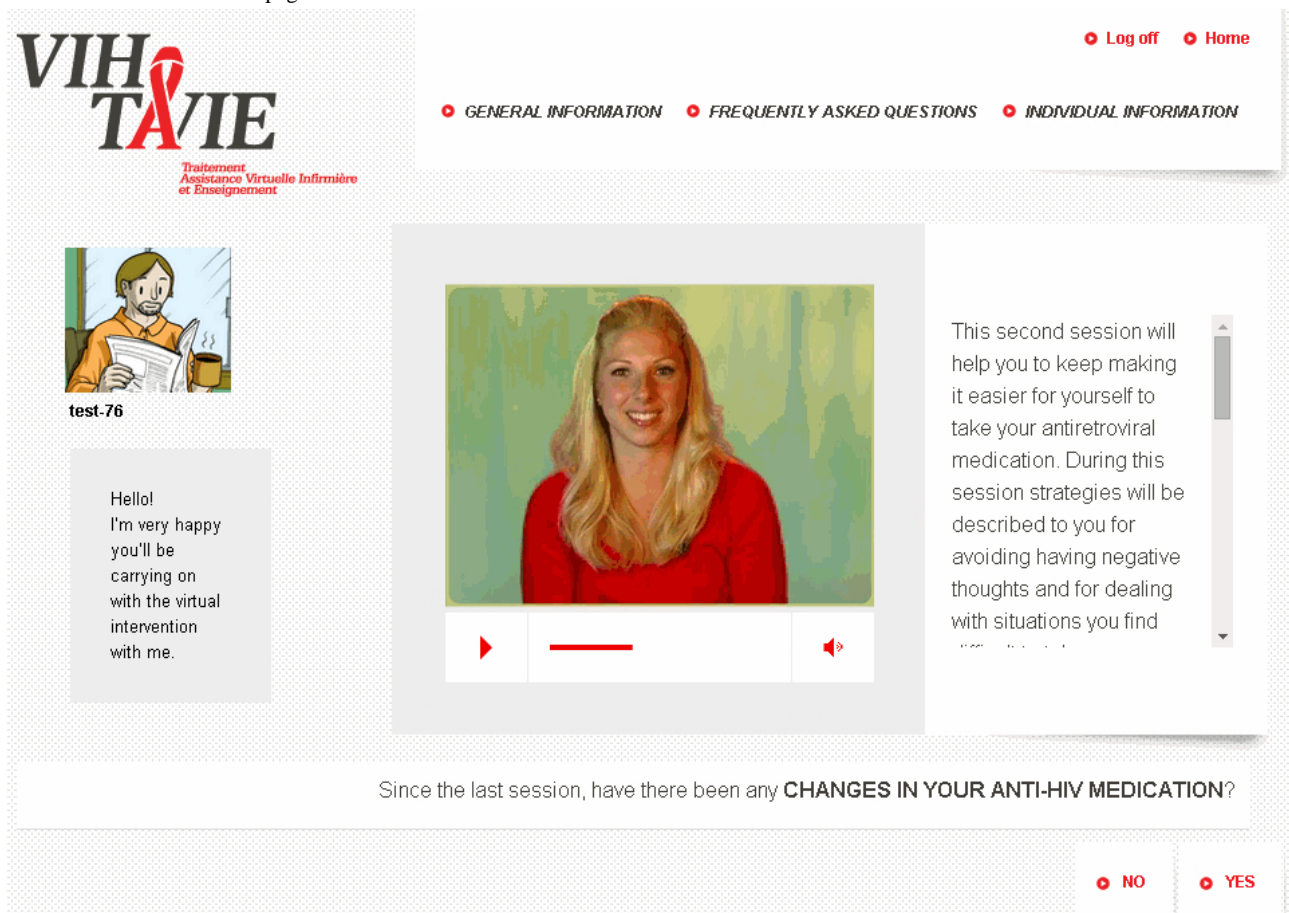 VIH
TAVIE
Traitement
Assistance Virtuelle Infirmière
et Enseignement
Log off Home
GENERAL INFORMATION FREQUENTLY ASKED QUESTIONS INDIVIDUAL INFORMATION
test-76
Hello!
I'm very happy
you'll be
carrying on
with the virtual
intervention
with me.
This second session will
help you to keep making
it easier for yourself to
take your antiretroviral
medication. During this
session strategies will be
described to you for
avoiding having negative
thoughts and for dealing
with situations you find
Since the last session, have there been any CHANGES IN YOUR ANTI-HIV MEDICATION?
NO YES